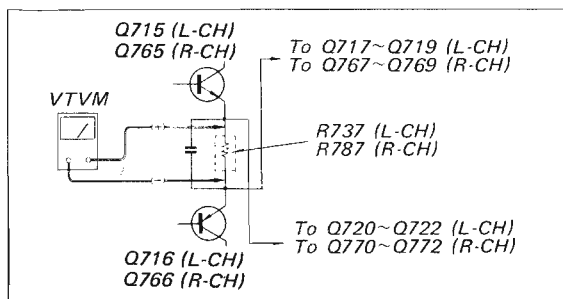 Q715 (L-CH)
Q765 (R-CH)
To Q717~Q719 (L-CH)
To Q767~Q769 (R-CH)
VTVM
R737 (L-CH)
R787 (R-CH)
To Q720~Q722 (L-CH)
To Q770~Q772 (R-CH)
Q716 (L-CH)
Q766 (R-CH)